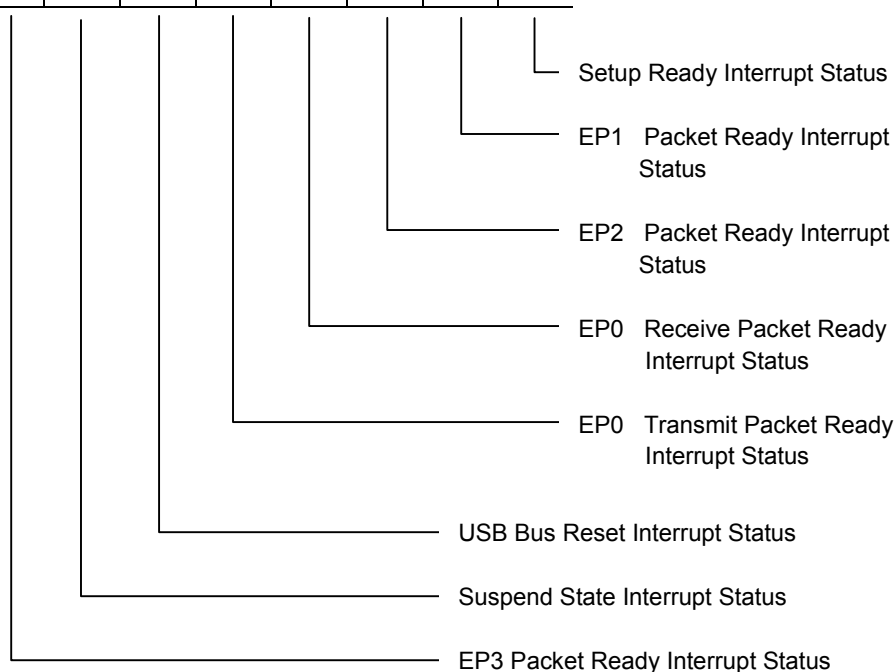 Setup Ready Interrupt Status
EP1 Packet Ready Interrupt
Status
EP2 Packet Ready Interrupt
Status
EP0 Receive Packet Ready
Interrupt Status
EP0 Transmit Packet Ready
Interrupt Status
USB Bus Reset Interrupt Status
Suspend State Interrupt Status
EP3 Packet Ready Interrupt Status